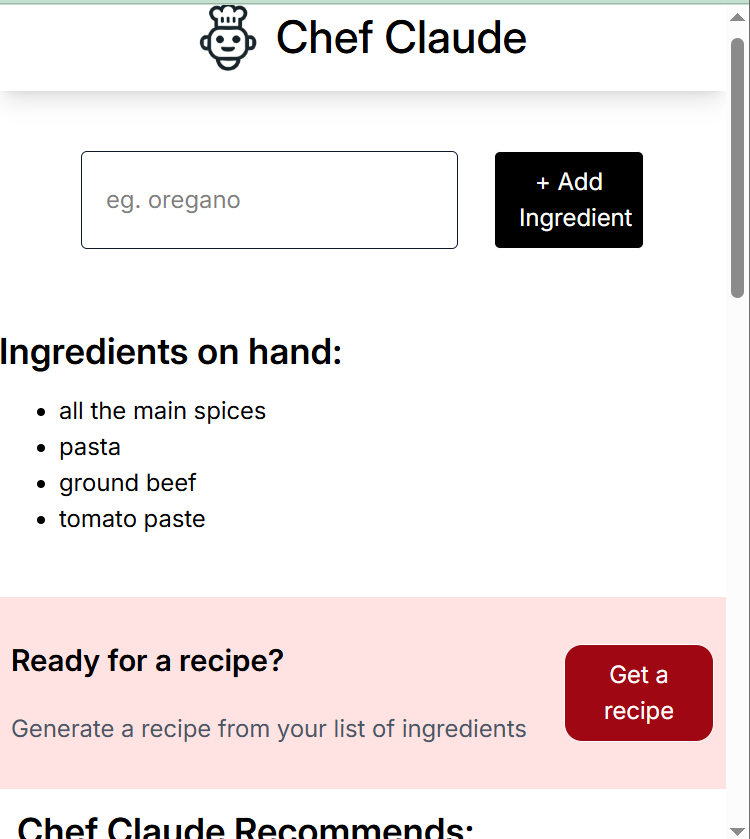 Chef Claude
eg. oregano
+ Add
Ingredient
Ingredients on hand:
• all the main spices
• pasta
• ground beef
• tomato paste
Ready for a recipe?
Generate a recipe from your list of ingredients
Get a
recipe
Chef Claude Recommends: